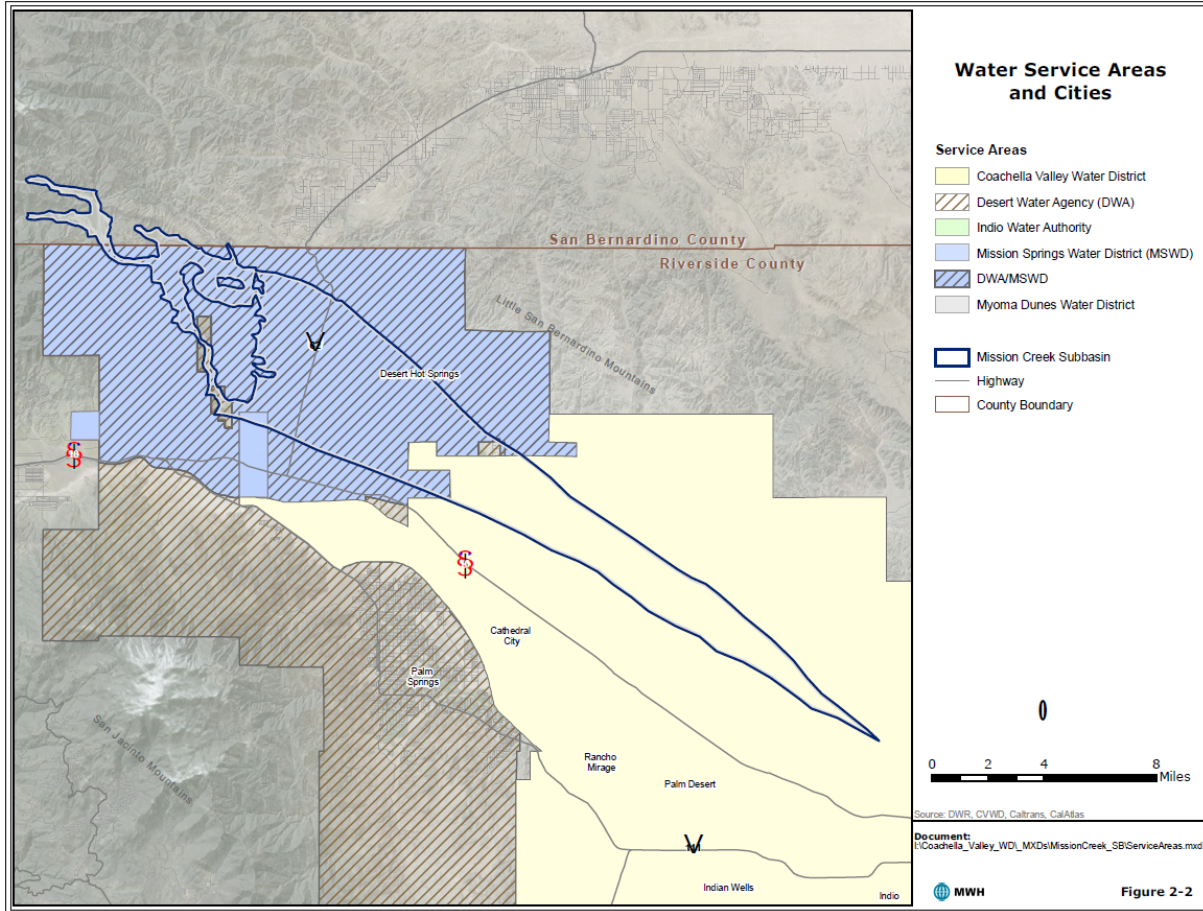 Water Service Areas
and Cities
Service Areas
Coachella Valley Water District
Desert Water Agency (DWA)
Indio Water Authority
Mission Springs Water District (MSWD)
DWA/MSWD
Myoma Dunes Water District
Mission Creek Subbasin
Highway
County Boundary
San Bernardino County
Riverside County
Little San Bernardino Mountains
Desert Hot Springs
Cathedral
City
Palm
Springs
San Jacinto Mountains
Rancho
Mirage
Palm Desert
Indian Wells
Indio
0 2 4 8
Miles
Source: DWR, CVWD, Caltrans, CalAtlas
Document:
I:\Coachella_Valley_WD\_MXDs\MissionCreek_SB\ServiceAreas.mxd
MWH
Figure 2-2